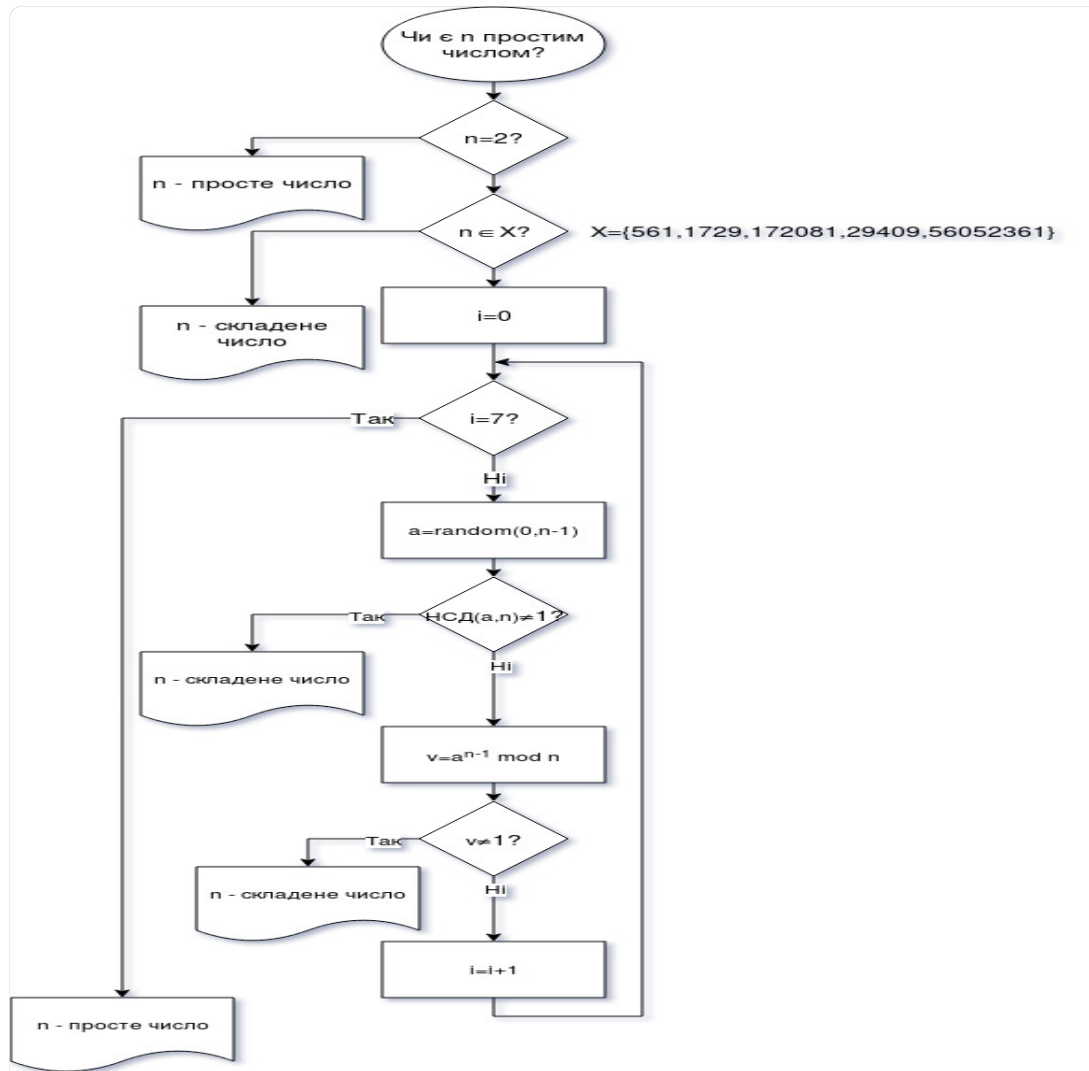 Чи є n простим
числом?
n=2?
n - просте число
n ∈ X?
X={561,1729,172081,29409,56052361}
n - складене
число
i=0
Так
i=7?
Ні
a=random(0,n-1)
Так
НСД(a,n)≠1?
Ні
n - складене число
v=aⁿ⁻¹ mod n
Так
v≠1?
Ні
n - складене число
i=i+1
n - просте число